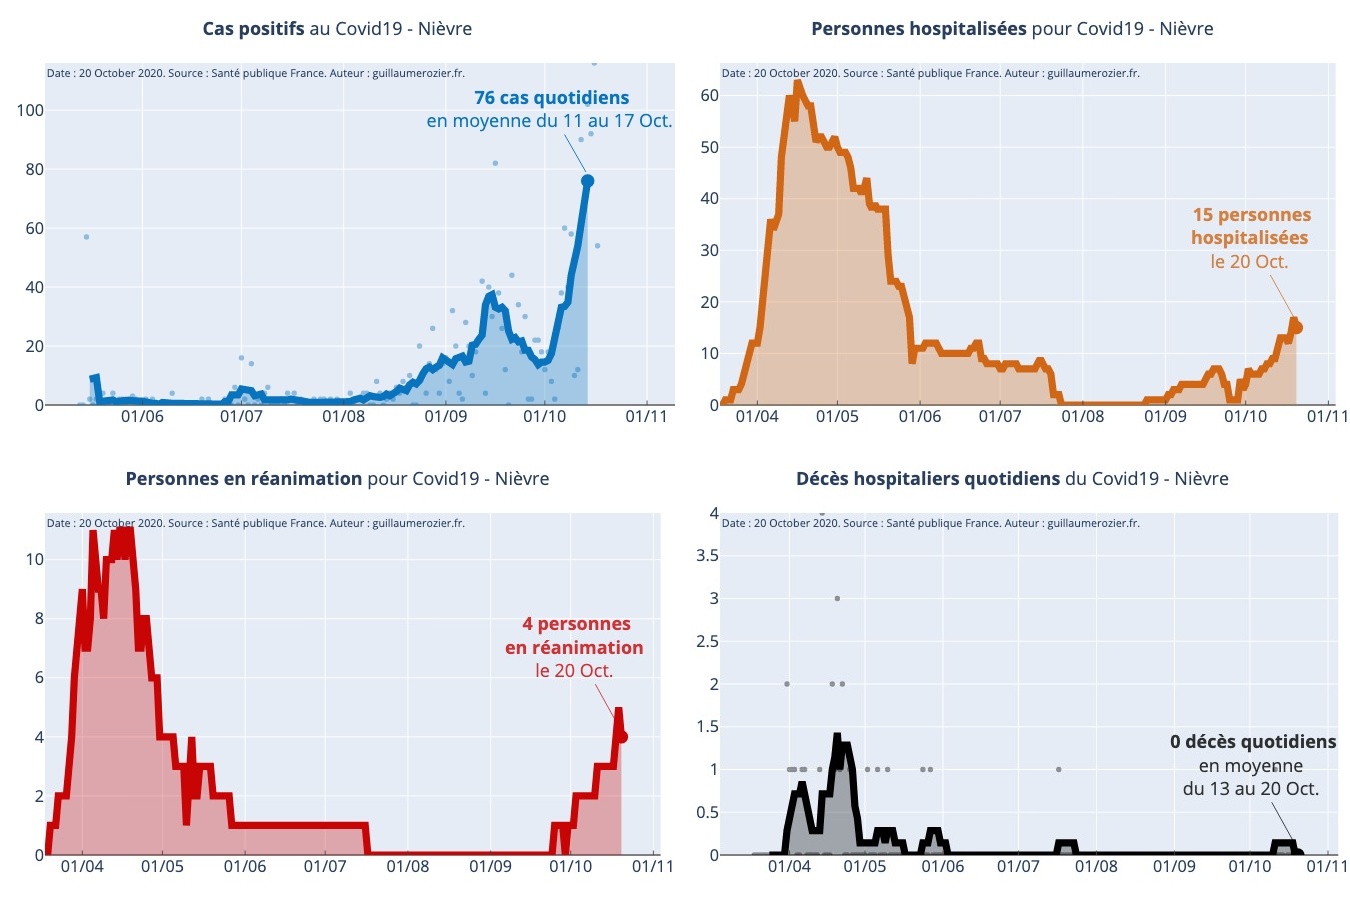 Cas positifs au Covid19 - Nièvre
Date : 20 October 2020. Source : Santé publique France. Auteur : guillaumerozier.fr.
76 cas quotidiens
en moyenne du 11 au 17 Oct.
100
80
60
40
20
0
01/06 01/07 01/08 01/09 01/10 01/11
Personnes hospitalisées pour Covid19 - Nièvre
Date : 20 October 2020. Source : Santé publique France. Auteur : guillaumerozier.fr.
60
50
40
30
20
10
0
15 personnes
hospitalisées
le 20 Oct.
01/04 01/05 01/06 01/07 01/08 01/09 01/10 01/11
Personnes en réanimation pour Covid19 - Nièvre
Date : 20 October 2020. Source : Santé publique France. Auteur : guillaumerozier.fr.
10
8
6
4
2
0
4 personnes
en réanimation
le 20 Oct.
01/04 01/05 01/06 01/07 01/08 01/09 01/10 01/11
Décès hospitaliers quotidiens du Covid19 - Nièvre
4
Date : 20 October 2020. Source : Santé publique France. Auteur : guillaumerozier.fr.
3.5
3
2.5
2
1.5
1
0.5
0
0 décès quotidiens
en moyenne
du 13 au 20 Oct.
01/04 01/05 01/06 01/07 01/08 01/09 01/10 01/11